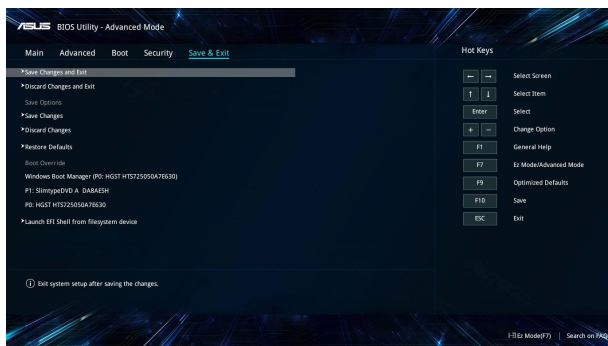 ASUS BIOS Utility - Advanced Mode
Main Advanced Boot Security Save & Exit
Hot Keys
Save Changes and Exit
Discard Changes and Exit
Save Options
Save Changes
Discard Changes
Restore Defaults
Boot Override
Windows Boot Manager (P0: HGST HTS725050A7E630)
P1: SlimtypeDVD A DA8AESH
P0: HGST HTS725050A7E630
Launch EFI Shell from filesystem device
← → Select Screen
↑ ↓ Select Item
Enter Select
+ − Change Option
F1 General Help
F7 Ez Mode/Advanced Mode
F9 Optimized Defaults
F10 Save
ESC Exit
Exit system setup after saving the changes.
Ez Mode(F7) | Search on FAQ